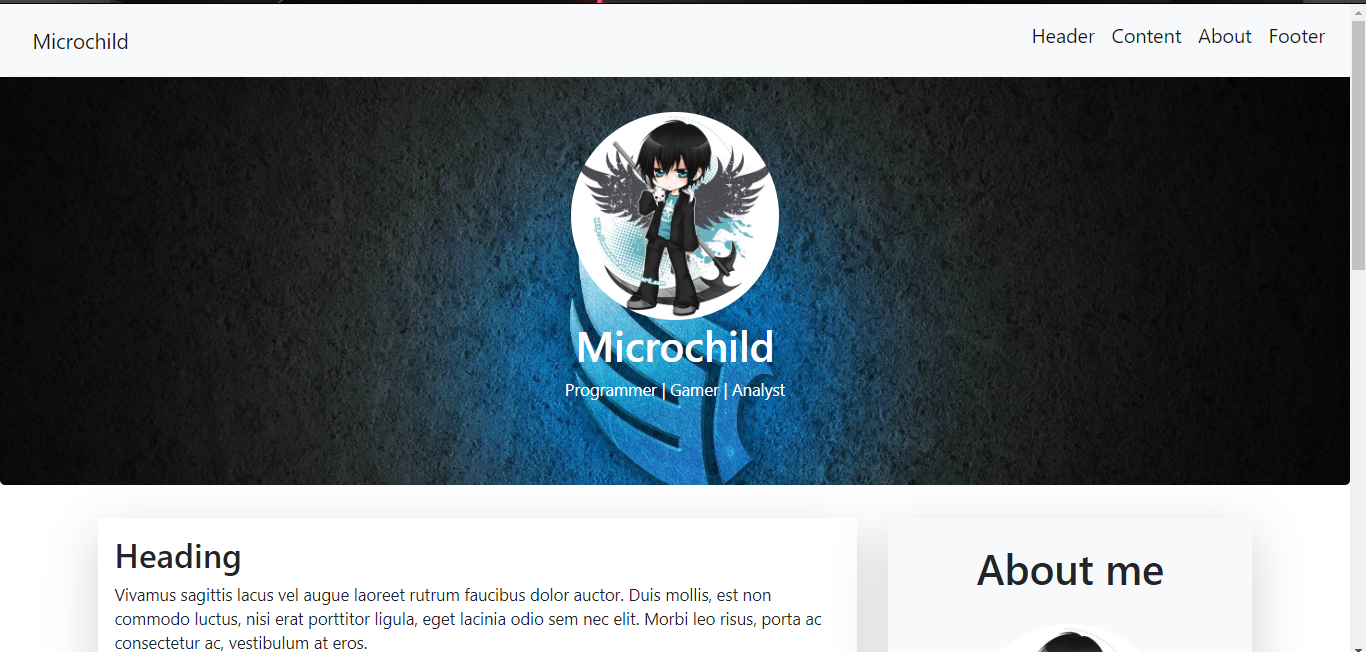 Microchild
Header Content About Footer
Microchild
Programmer | Gamer | Analyst
Heading
Vivamus sagittis lacus vel augue laoreet rutrum faucibus dolor auctor. Duis mollis, est non
commodo luctus, nisi erat porttitor ligula, eget lacinia odio sem nec elit. Morbi leo risus, porta ac
consectetur ac, vestibulum at eros.
About me